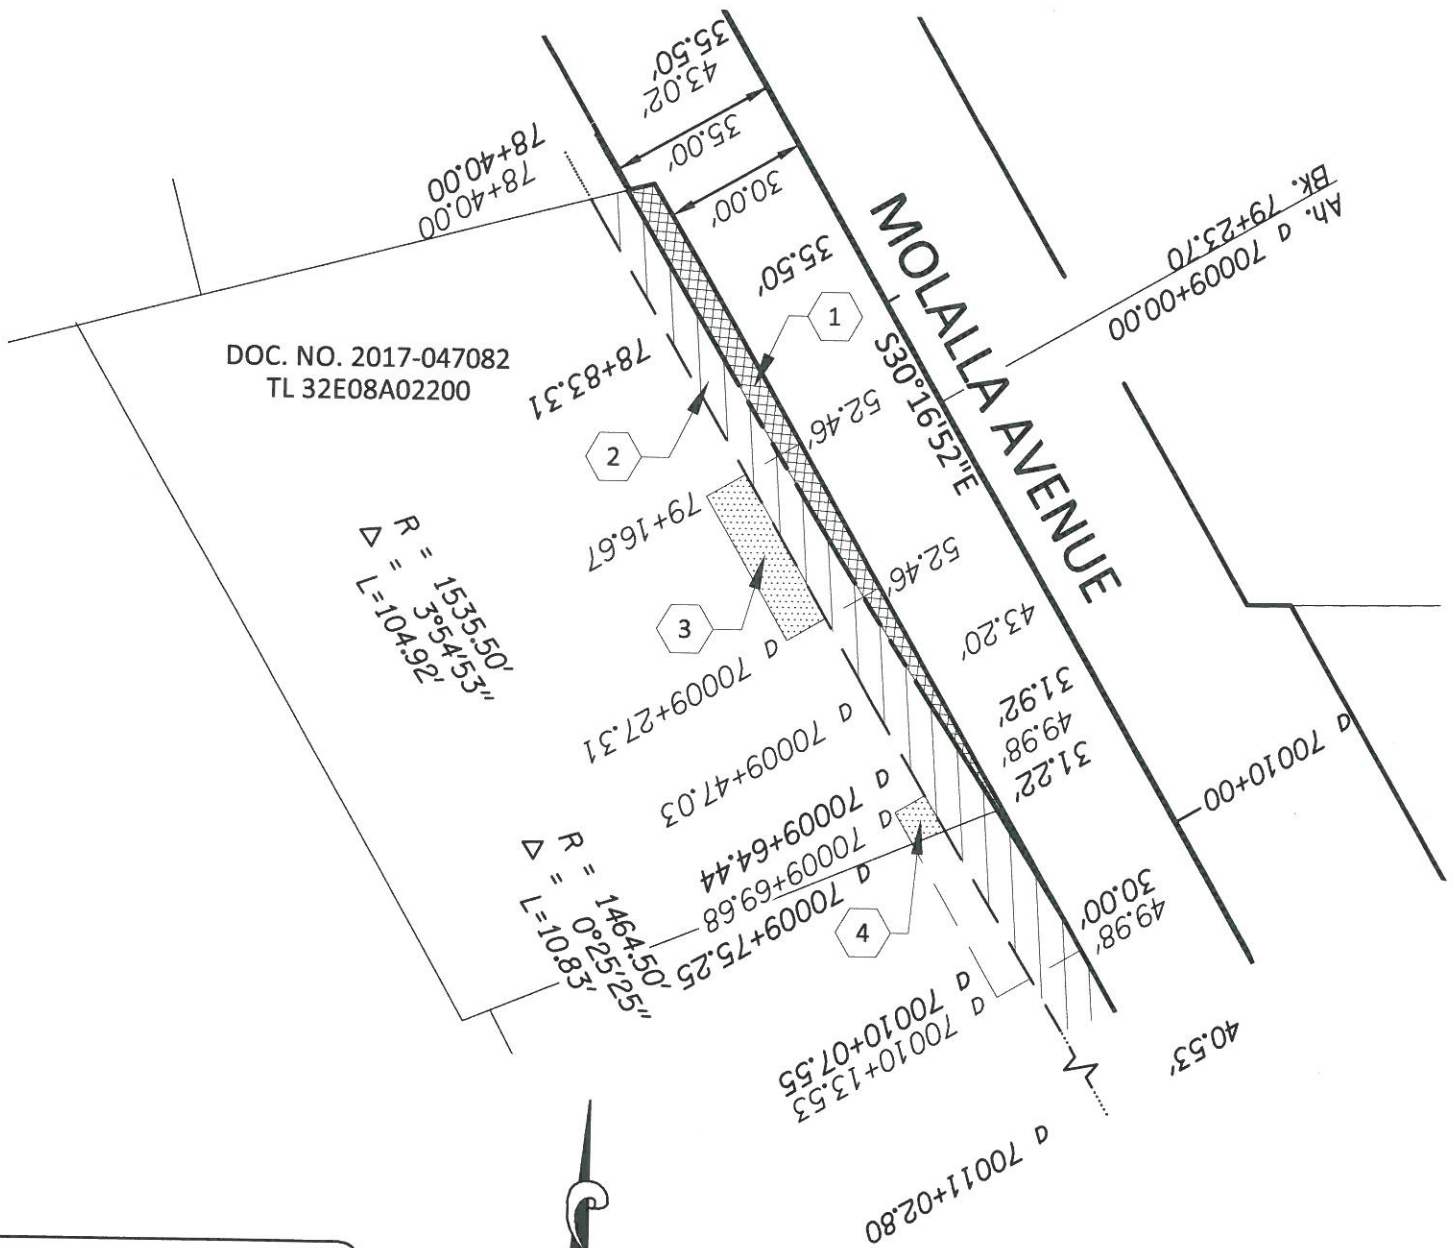 35.50'
43.02'
35.00'
30.00'
35.50'
78+40.00
78+40.00
MOLALLA AVENUE
S30°16'52"E
Bk. 79+23.70
Ah. a 70009+00.00
DOC. NO. 2017-047082
TL 32E08A02200
1
78+83.31
2
52.46'
79+16.67
52.46'
3
R = 1535.50'
Δ = 3°54'53"
L=104.92'
43.20'
31.92'
49.98'
31.22'
a 70009+27.31
a 70009+47.03
a 70009+64.44
a 70009+69.68
a 70009+75.25
a 70010+00
4
R = 1464.50'
Δ = 0°25'25"
L=10.83'
30.00'
49.98'
a 70010+07.55
a 70010+13.53
40.53'
a 70011+02.80